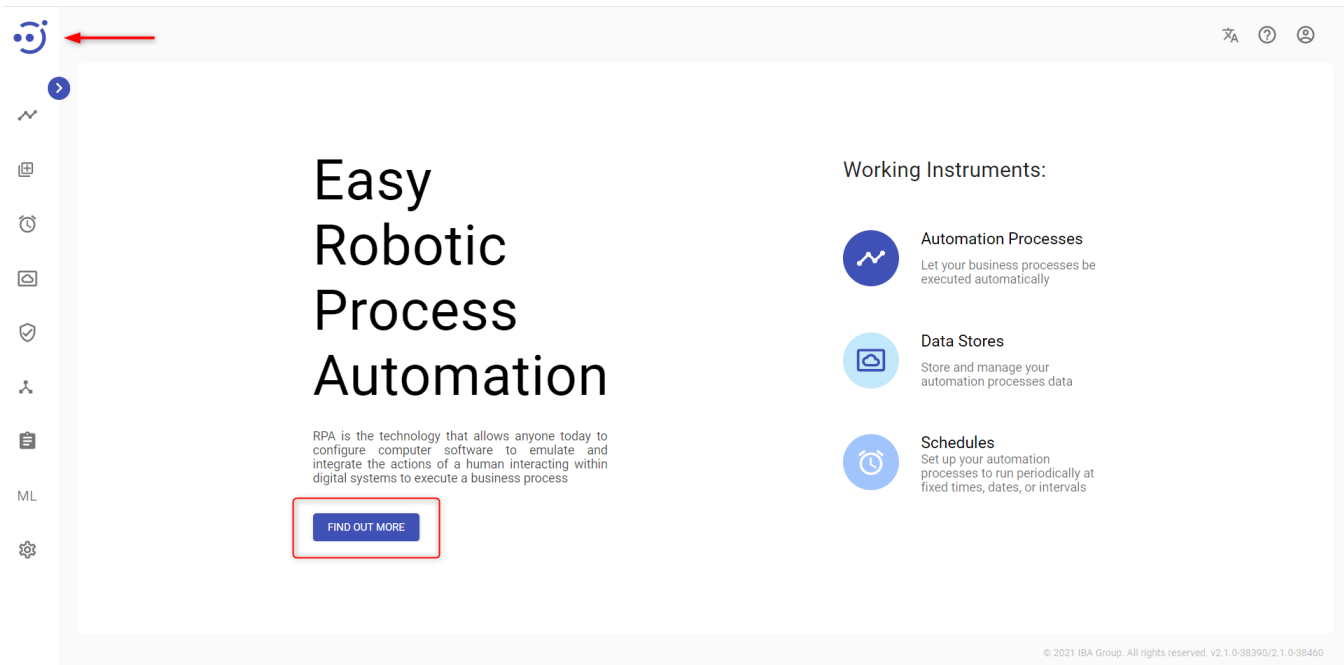 Easy
Robotic
Process
Automation
RPA is the technology that allows anyone today to
configure computer software to emulate and
integrate the actions of a human interacting within
digital systems to execute a business process
FIND OUT MORE
Working Instruments:
Automation Processes
Let your business processes be
executed automatically
Data Stores
Store and manage your
automation processes data
Schedules
Set up your automation
processes to run periodically at
fixed times, dates, or intervals
ML
© 2021 IBA Group. All rights reserved. v2.1.0-38390/2.1.0-38460